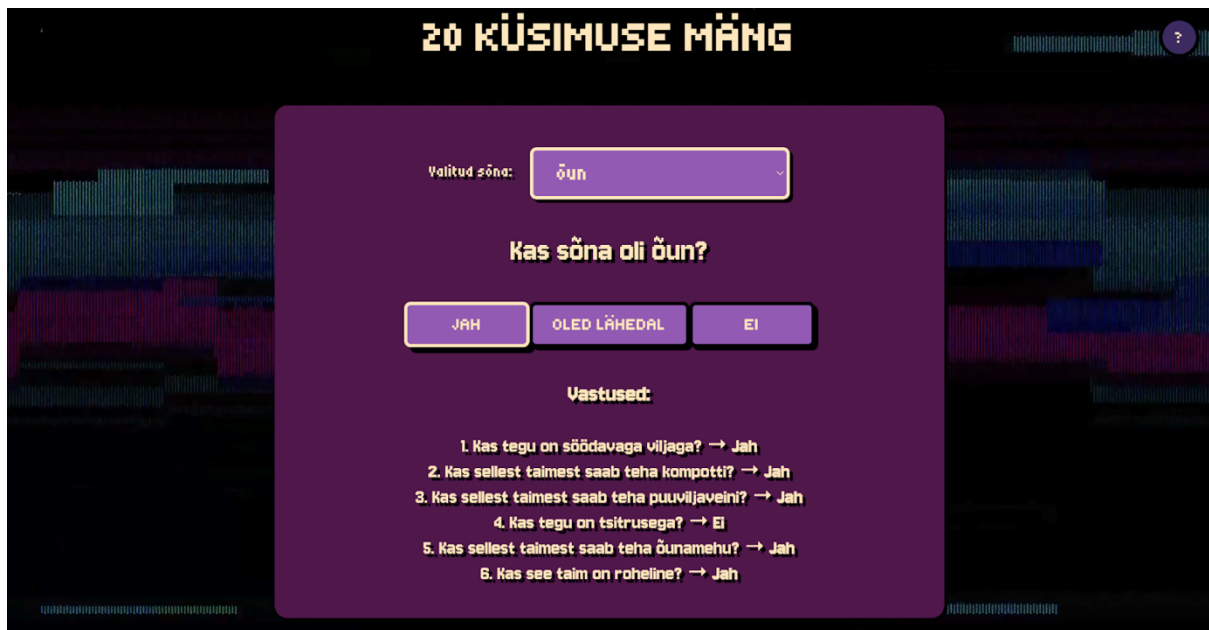 20 KÜSIMUSE MÄNG
?
Valitud sõna: õun
Kas sõna oli õun?
JAH OLED LÄHEDAL EI
Vastused:
1. Kas tegu on söödavaga viljaga? → Jah
2. Kas sellest taimest saab teha kompotti? → Jah
3. Kas sellest taimest saab teha puuviljaveini? → Jah
4. Kas tegu on tsitrusega? → Ei
5. Kas sellest taimest saab teha õunamehu? → Jah
6. Kas see taim on roheline? → Jah